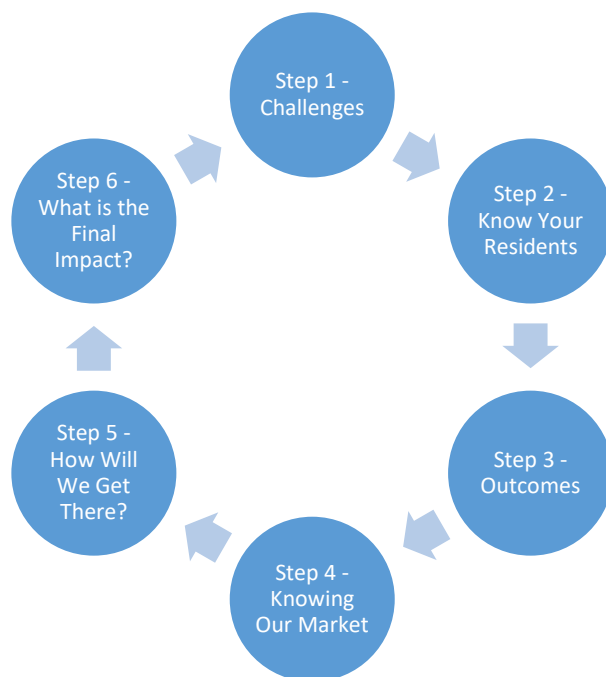 Step 1 -
Challenges
Step 2 -
Know Your
Residents
Step 3 -
Outcomes
Step 4 -
Knowing
Our Market
Step 5 -
How Will
We Get
There?
Step 6 -
What is the
Final
Impact?